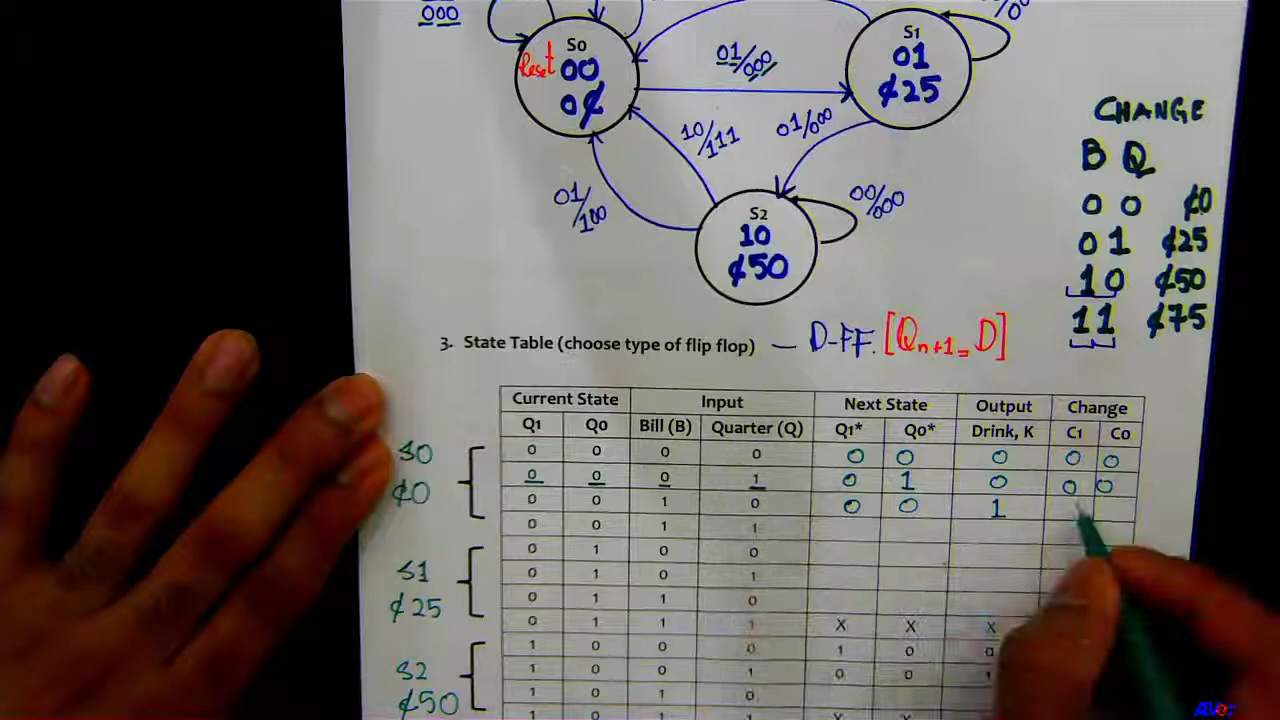 000
S0
Reset 00
0¢
01/000
S1
01
¢25
10/111
01/000
01/100
S2
10
¢50
00/000
CHANGE
B Q
0 0 ¢0
0 1 ¢25
1 0 ¢50
11 ¢75
3. State Table (choose type of flip flop) — D-FF. [Qn+1 = D]
Current State Input Next State Output Change
Q1 Q0 Bill (B) Quarter (Q) Q1* Q0* Drink, K C1 C0
S0
¢0
0 0 0 0 0 0 0 0 0
0 0 0 1 0 1 0 0 0
0 0 1 0 0 0 1
0 0 1 1
S1
¢25
0 1 0 0
0 1 0 1
0 1 1 0
0 1 1 1 X X X
S2
¢50
1 0 0 0 1 0 0
1 0 0 1 0 0 1
1 0 1 0
1 0 1 1 X X